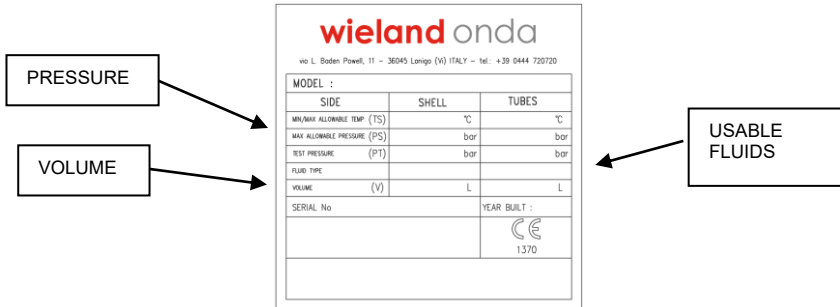 wieland onda
via L. Baden Powell, 11 - 36045 Lonigo (Vi) ITALY - tel: +39 0444 720720
PRESSURE
MODEL :
SIDE SHELL TUBES
MIN/MAX ALLOWABLE TEMP. (TS) °C °C
MAX ALLOWABLE PRESSURE (PS) bar bar
USABLE
FLUIDS
TEST PRESSURE (PT) bar bar
VOLUME
FLUID TYPE
VOLUME (V) L L
SERIAL No YEAR BUILT :
CE
1370